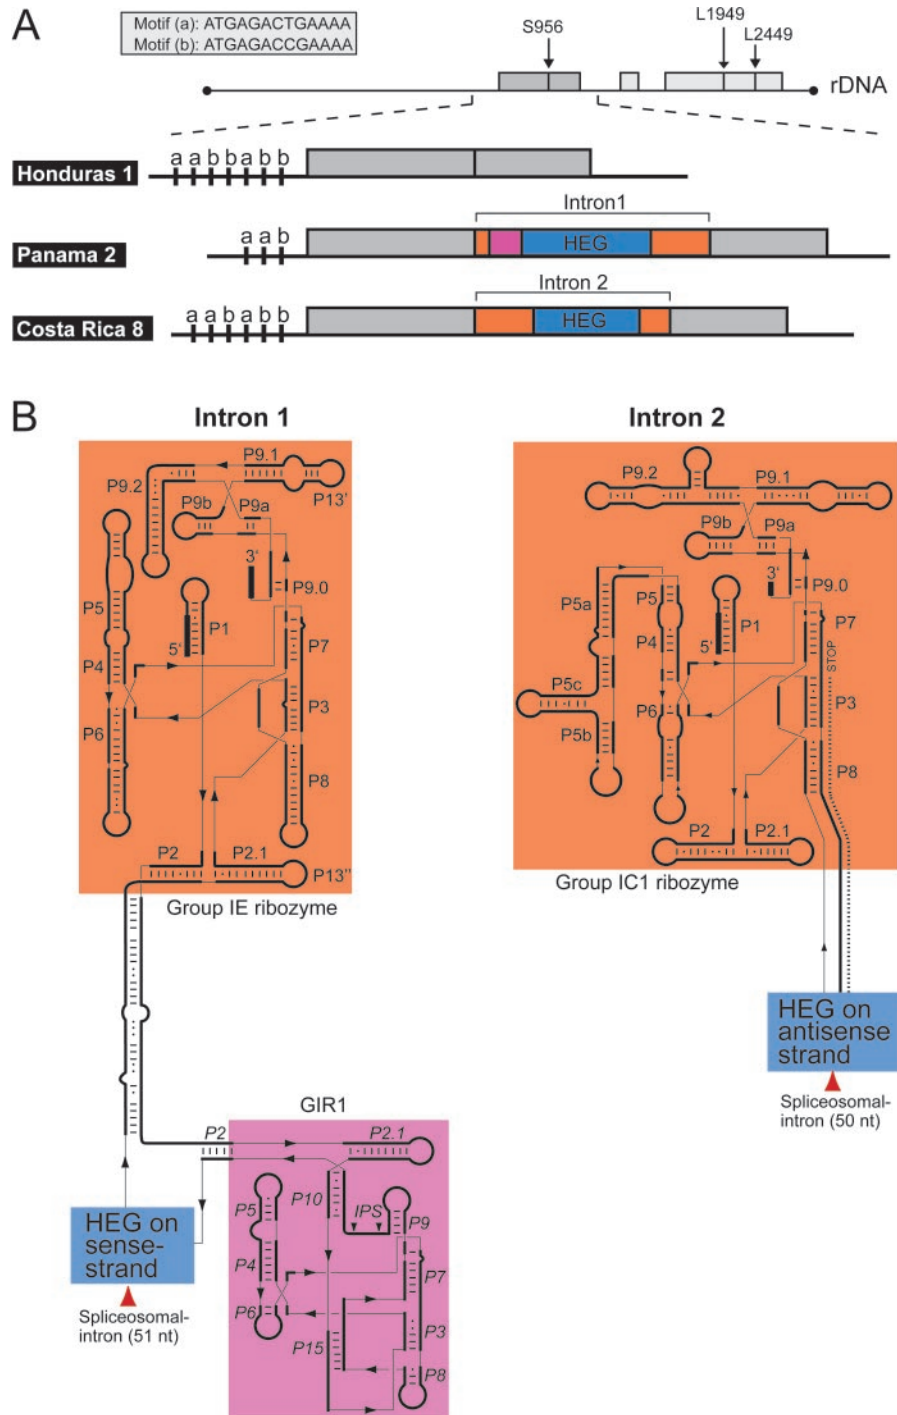 A
Motif (a): ATGAGACTGAAAA
Motif (b): ATGAGACCGAAAA
S956
L1949
L2449
rDNA
Honduras 1
a a b b a b b
Panama 2
a a b
Intron1
HEG
Costa Rica 8
a b a b b b
Intron 2
HEG
B
Intron 1
P9.1
P9.2
P13'
P9b
P9a
3'
P9.0
P5
P1
5'
P7
P4
P3
P6
P8
P2
P2.1
P13''
Group IE ribozyme
GIR1
P2
P2.1
P10
P5
IPS
P9
P4
P7
P6
P3
P15
P8
HEG on
sense-
strand
Spliceosomal-
intron (51 nt)
Intron 2
P9.2
P9.1
P9b
P9a
3'
P9.0
P5a
P5
P1
P7
P4
5'
STOP
P5c
P6
P3
P5b
P8
P2
P2.1
Group IC1 ribozyme
HEG on
antisense
strand
Spliceosomal-
intron (50 nt)